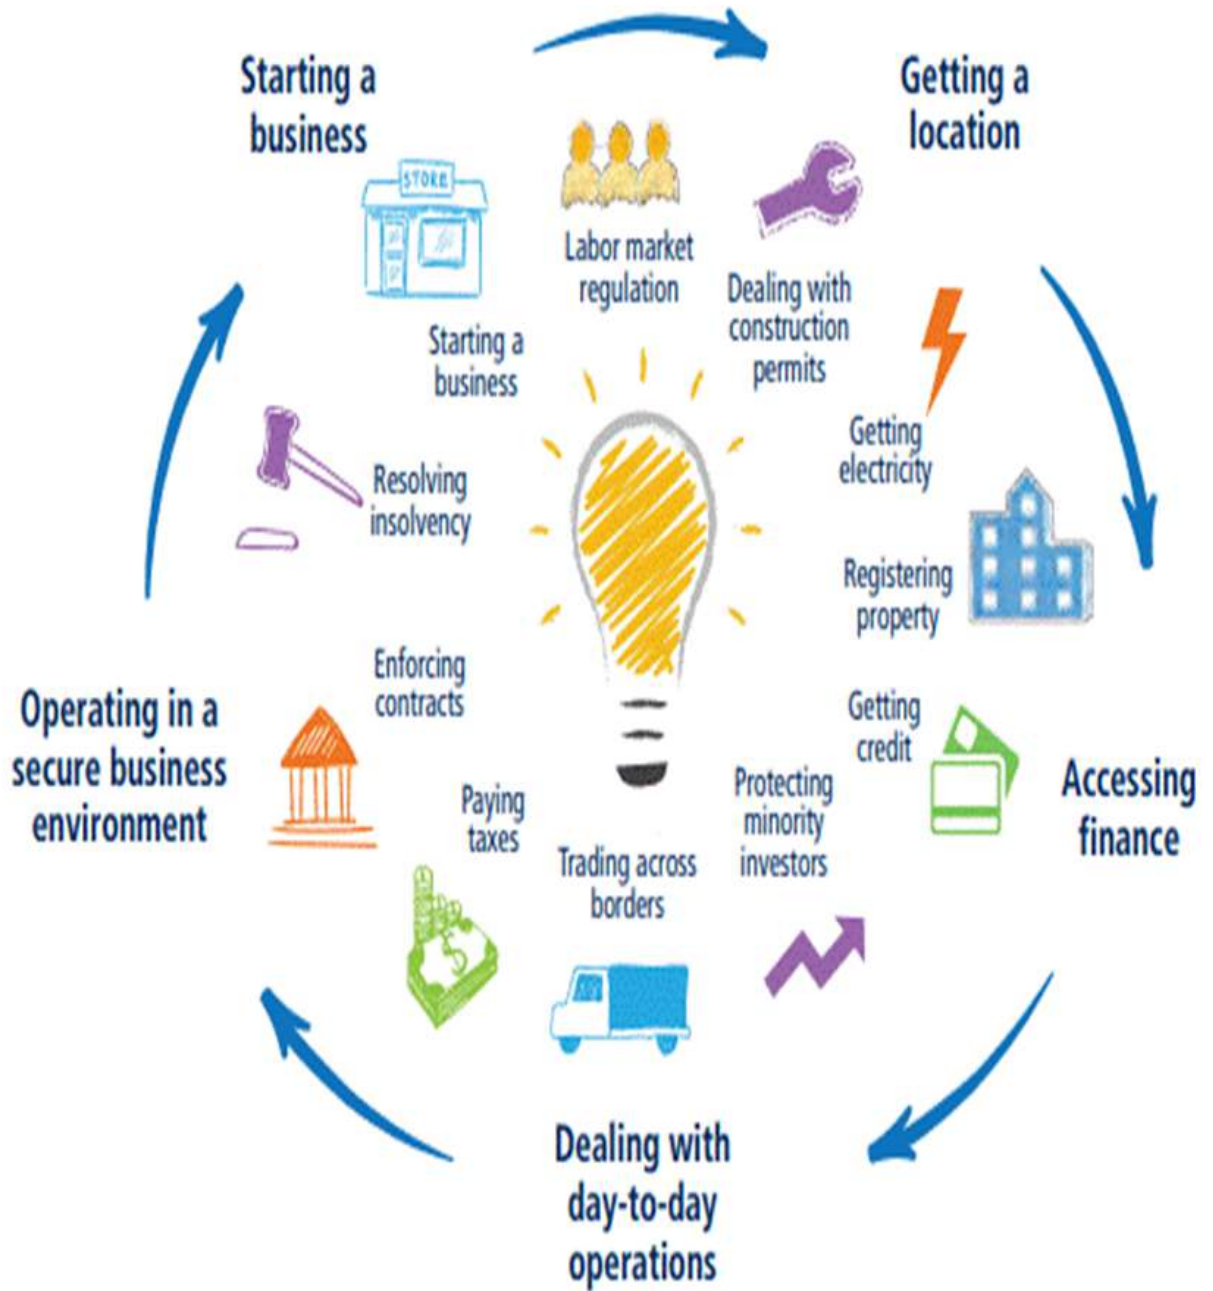 Starting a
business
Getting a
location
STORE
Labor market
regulation
Dealing with
construction
permits
Starting a
business
Getting
electricity
Resolving
insolvency
Registering
property
Enforcing
contracts
Getting
credit
Operating in a
secure business
environment
Accessing
finance
Protecting
minority
investors
Paying
taxes
Trading across
borders
$
Dealing with
day-to-day
operations